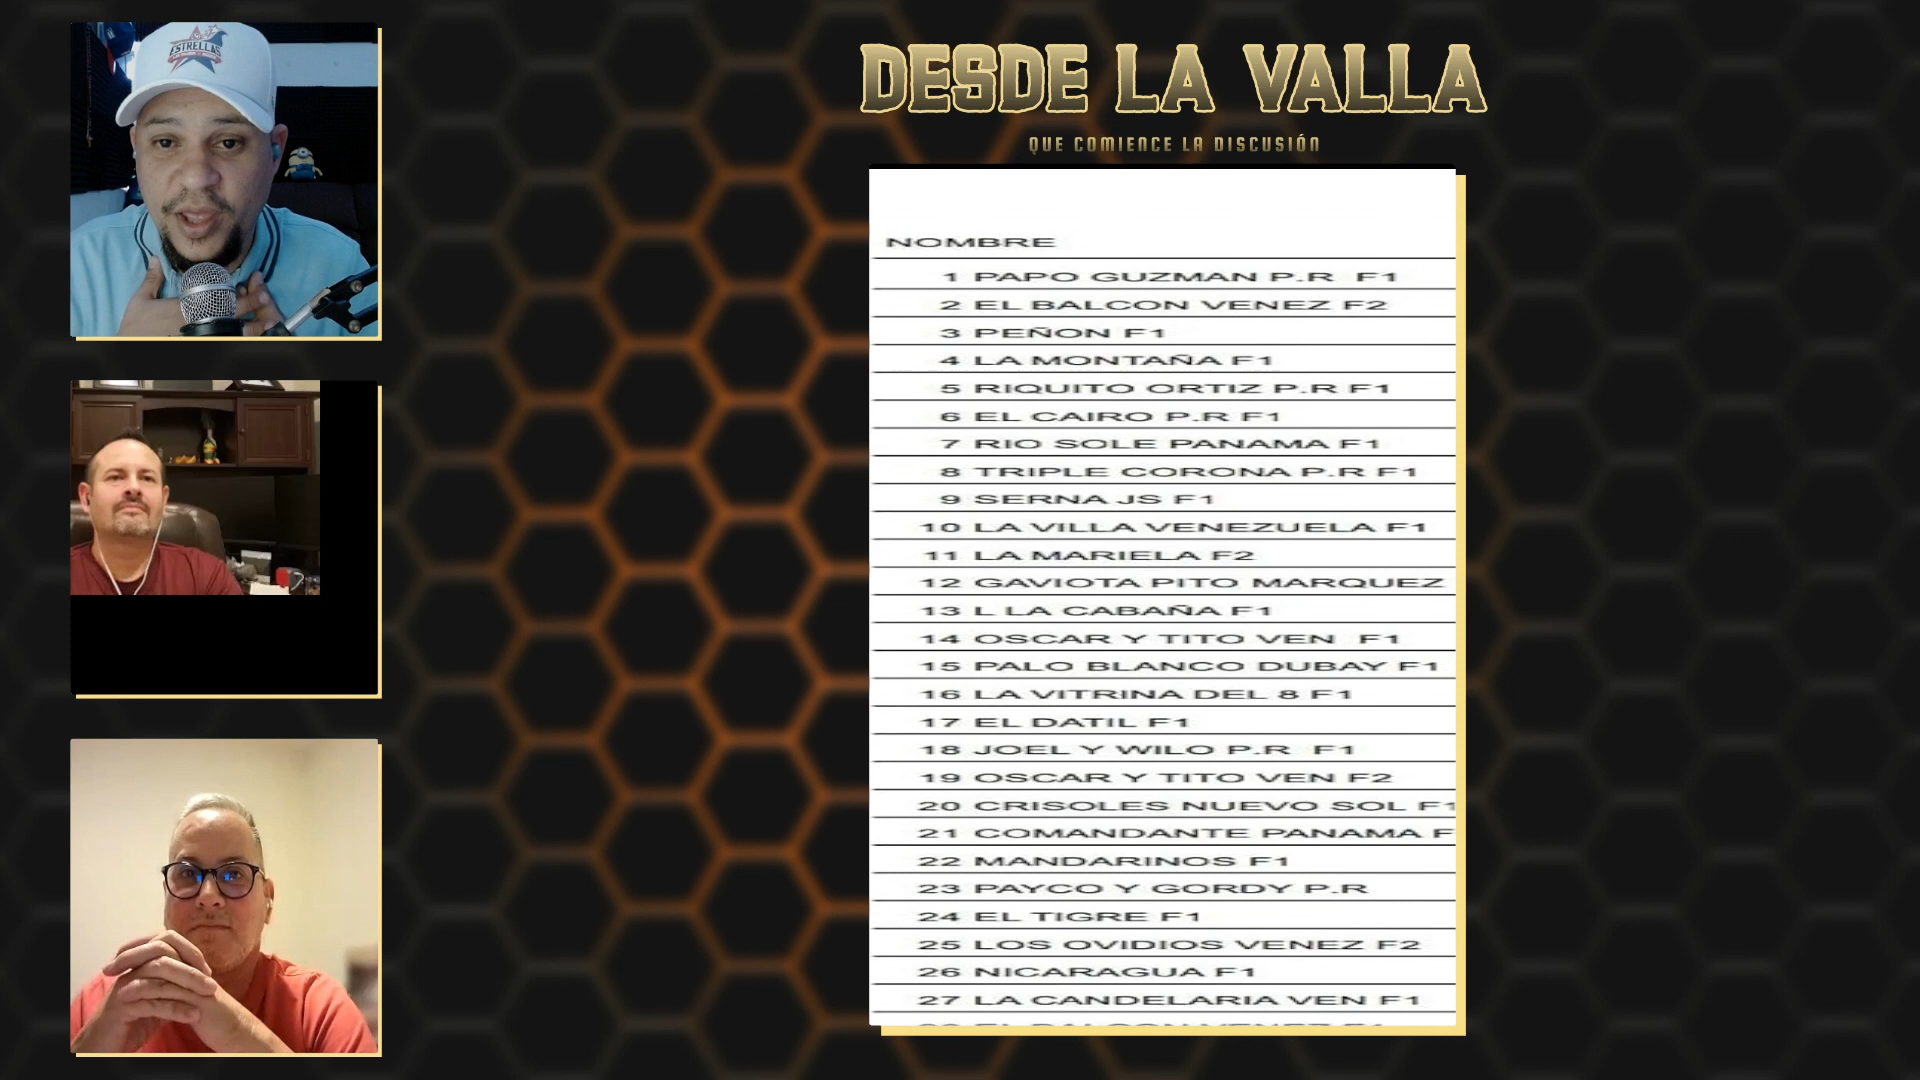 ESTRELLAS
DESDE LA VALLA
QUE COMIENCE LA DISCUSIÓN
NOMBRE
1 PAPO GUZMAN P.R F1
2 EL BALCON VENEZ F2
3 PEÑON F1
4 LA MONTAÑA F1
5 RIQUITO ORTIZ P.R F1
6 EL CAIRO P.R F1
7 RIO SOLE PANAMA F1
8 TRIPLE CORONA P.R F1
9 SERNA JS F1
10 LA VILLA VENEZUELA F1
11 LA MARIELA F2
12 GAVIOTA PITO MARQUEZ
13 L LA CABAÑA F1
14 OSCAR Y TITO VEN F1
15 PALO BLANCO DUBAY F1
16 LA VITRINA DEL 8 F1
17 EL DATIL F1
18 JOEL Y WILO P.R F1
19 OSCAR Y TITO VEN F2
20 CRISOLES NUEVO SOL F1
21 COMANDANTE PANAMA F
22 MANDARINOS F1
23 PAYCO Y GORDY P.R
24 EL TIGRE F1
25 LOS OVIDIOS VENEZ F2
26 NICARAGUA F1
27 LA CANDELARIA VEN F1